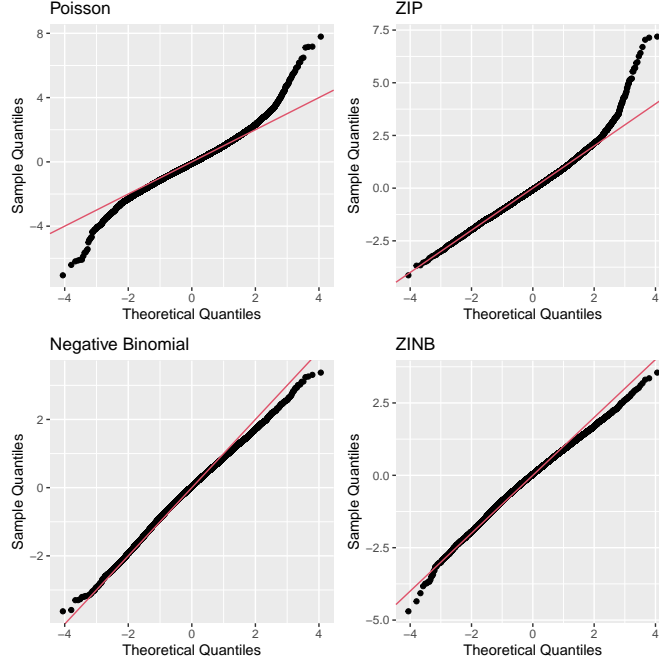 Poisson
8
4
0
−4
−4 −2 0 2 4
Theoretical Quantiles
Sample Quantiles
ZIP
7.5
5.0
2.5
0.0
−2.5
−4 −2 0 2 4
Theoretical Quantiles
Sample Quantiles
Negative Binomial
2
0
−2
−4 −2 0 2 4
Theoretical Quantiles
Sample Quantiles
ZINB
2.5
0.0
−2.5
−5.0
−4 −2 0 2 4
Theoretical Quantiles
Sample Quantiles